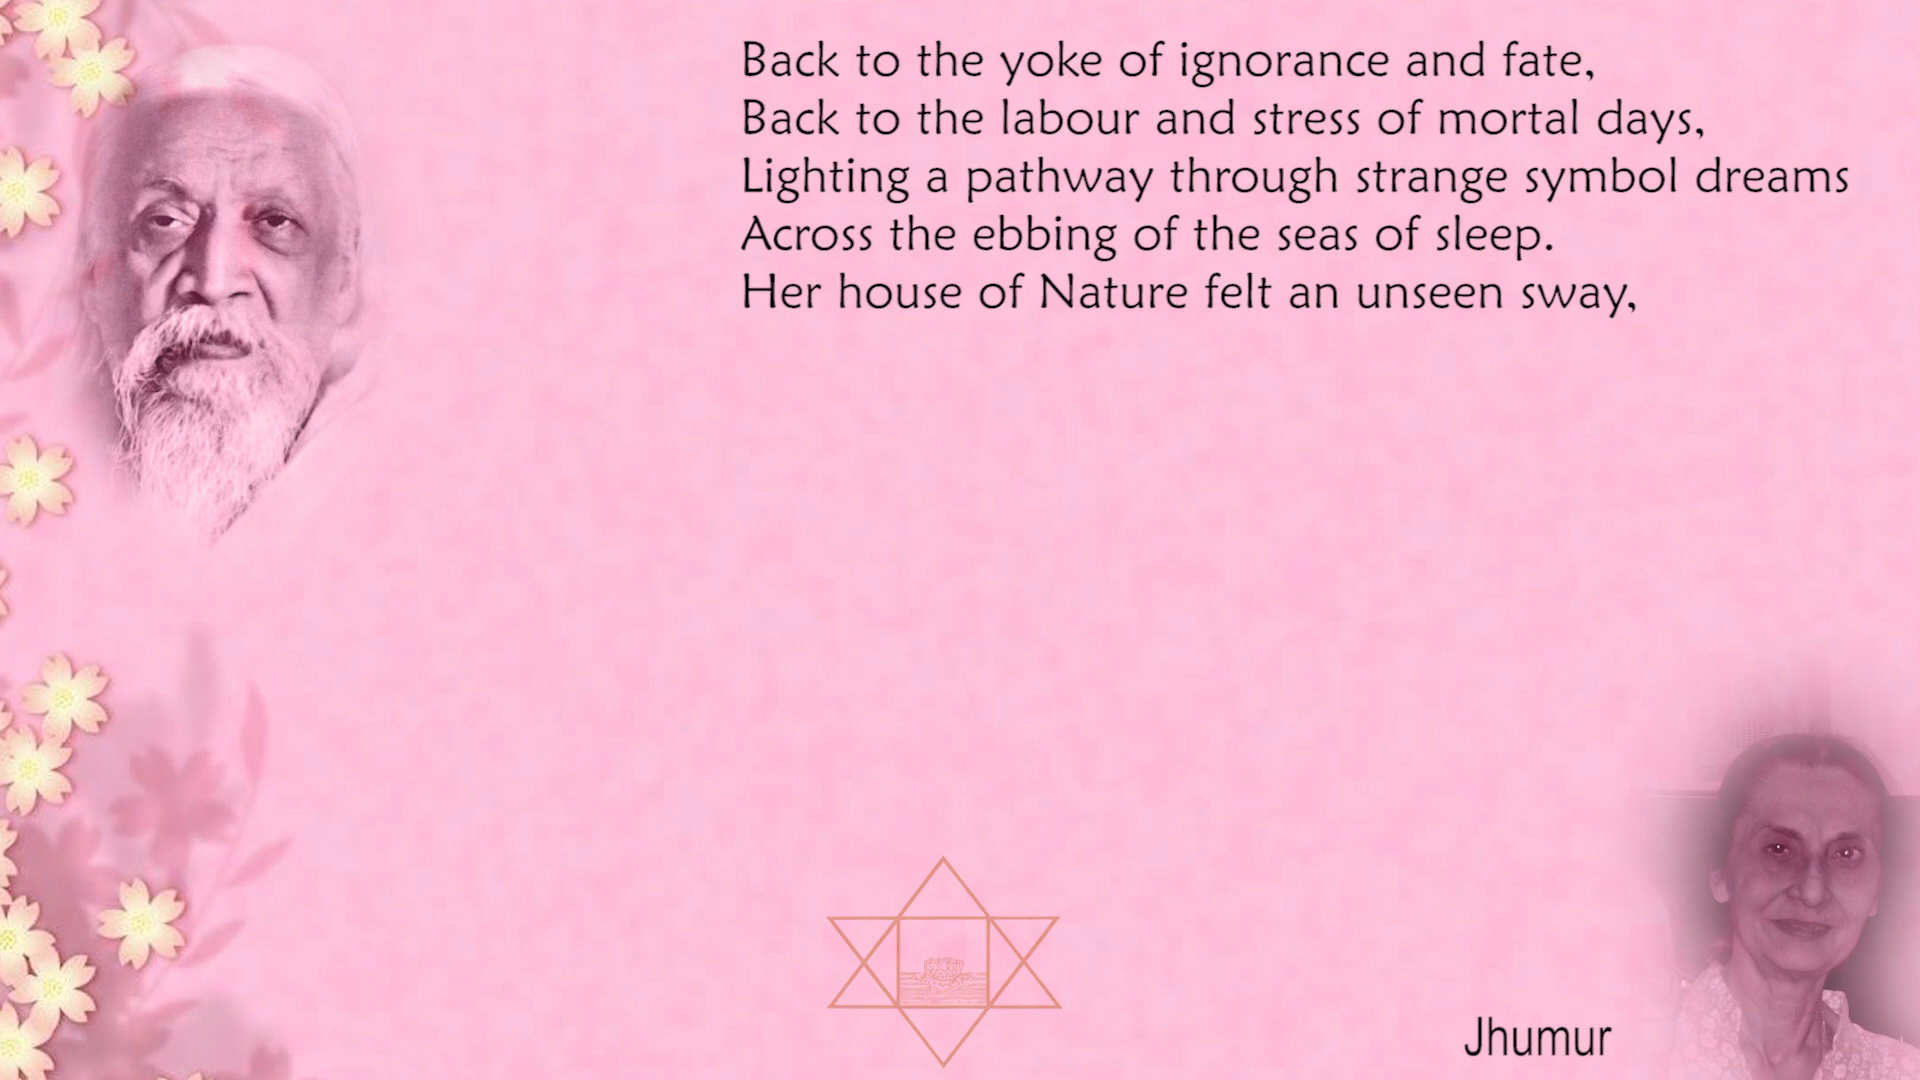 Back to the yoke of ignorance and fate,
Back to the labour and stress of mortal days,
Lighting a pathway through strange symbol dreams
Across the ebbing of the seas of sleep.
Her house of Nature felt an unseen sway,
Jhumur